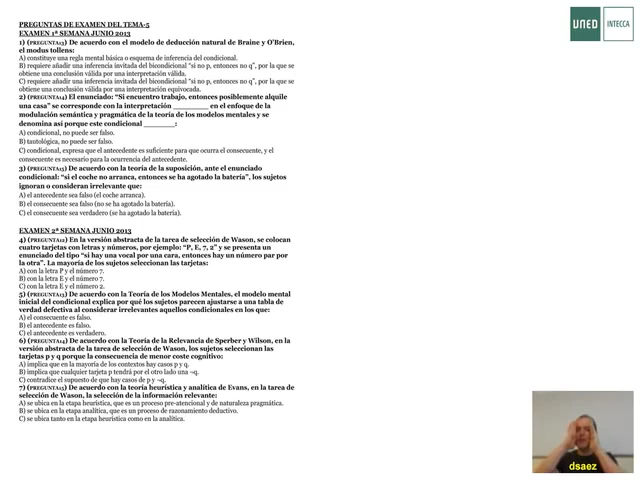 PREGUNTAS DE EXAMEN DEL TEMA-5
EXAMEN 1ª SEMANA JUNIO 2013
1) (PREGUNTA13) De acuerdo con el modelo de deducción natural de Braine y O'Brien,
el modus tollens:
A) constituye una regla mental básica o esquema de inferencia del condicional.
B) requiere añadir una inferencia invitada del bicondicional "si no p, entonces no q", por la que se
obtiene una conclusión válida por una interpretación válida.
C) requiere añadir una inferencia invitada del bicondicional "si no p, entonces no q", por la que se
obtiene una conclusión válida por una interpretación equivocada.
2) (PREGUNTA14) El enunciado: "Si encuentro trabajo, entonces posiblemente alquile
una casa" se corresponde con la interpretación ________ en el enfoque de la
modulación semántica y pragmática de la teoría de los modelos mentales y se
denomina así porque este condicional _______:
A) condicional, no puede ser falso.
B) tautológica, no puede ser falso.
C) condicional, expresa que el antecedente es suficiente para que ocurra el consecuente, y el
consecuente es necesario para la ocurrencia del antecedente.
3) (PREGUNTA15) De acuerdo con la teoría de la suposición, ante el enunciado
condicional: "si el coche no arranca, entonces se ha agotado la batería", los sujetos
ignoran o consideran irrelevante que:
A) el antecedente sea falso (el coche arranca).
B) el consecuente sea falso (no se ha agotado la batería).
C) el consecuente sea verdadero (se ha agotado la batería).
EXAMEN 2ª SEMANA JUNIO 2013
4) (PREGUNTA12) En la versión abstracta de la tarea de selección de Wason, se colocan
cuatro tarjetas con letras y números, por ejemplo: "P, E, 7, 2" y se presenta un
enunciado del tipo "si hay una vocal por una cara, entonces hay un número par por
la otra". La mayoría de los sujetos seleccionan las tarjetas:
A) con la letra P y el número 7.
B) con la letra E y el número 7.
C) con la letra E y el número 2.
5) (PREGUNTA13) De acuerdo con la Teoría de los Modelos Mentales, el modelo mental
inicial del condicional explica por qué los sujetos parecen ajustarse a una tabla de
verdad defectiva al considerar irrelevantes aquellos condicionales en los que:
A) el consecuente es falso.
B) el antecedente es falso.
C) el antecedente es verdadero.
6) (PREGUNTA14) De acuerdo con la Teoría de la Relevancia de Sperber y Wilson, en la
versión abstracta de la tarea de selección de Wason, los sujetos seleccionan las
tarjetas p y q porque la consecuencia de menor coste cognitivo:
A) implica que en la mayoría de los contextos hay casos p y q.
B) implica que cualquier tarjeta p tendrá por el otro lado una ¬q.
C) contradice el supuesto de que hay casos de p y ¬q.
7) (PREGUNTA15) De acuerdo con la teoría heurística y analítica de Evans, en la tarea de
selección de Wason, la selección de la información relevante:
A) se ubica en la etapa heurística, que es un proceso pre-atencional y de naturaleza pragmática.
B) se ubica en la etapa analítica, que es un proceso de razonamiento deductivo.
C) se ubica tanto en la etapa heurística como en la analítica.
UNED
INTECCA
dsaez